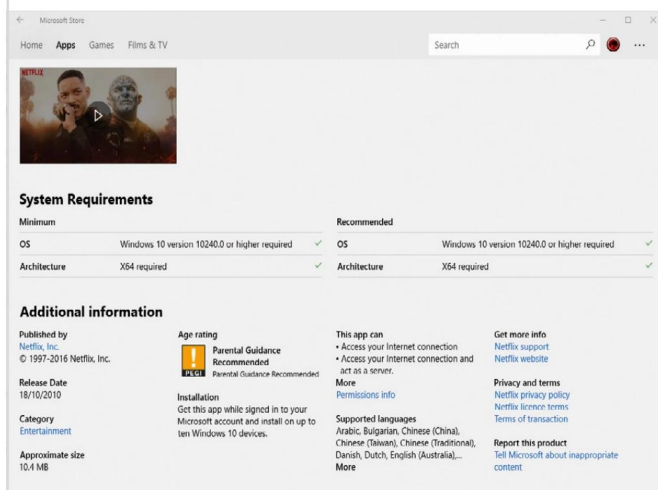 Microsoft Store
Home Apps Games Films & TV
Search
NETFLIX
System Requirements
Minimum
OS Windows 10 version 10240.0 or higher required
Architecture X64 required
Recommended
OS Windows 10 version 10240.0 or higher required
Architecture X64 required
Additional information
Published by
Netflix, Inc.
© 1997-2016 Netflix, Inc.
Release Date
18/10/2010
Category
Entertainment
Approximate size
10.4 MB
Age rating
PEGI
Parental Guidance
Recommended
Parental Guidance Recommended
Installation
Get this app while signed in to your
Microsoft account and install on up to
ten Windows 10 devices.
This app can
• Access your Internet connection
• Access your Internet connection and
act as a server.
More
Permissions info
Supported languages
Arabic, Bulgarian, Chinese (China),
Chinese (Taiwan), Chinese (Traditional),
Danish, Dutch, English (Australia),...
More
Get more info
Netflix support
Netflix website
Privacy and terms
Netflix privacy policy
Netflix licence terms
Terms of transaction
Report this product
Tell Microsoft about inappropriate
content